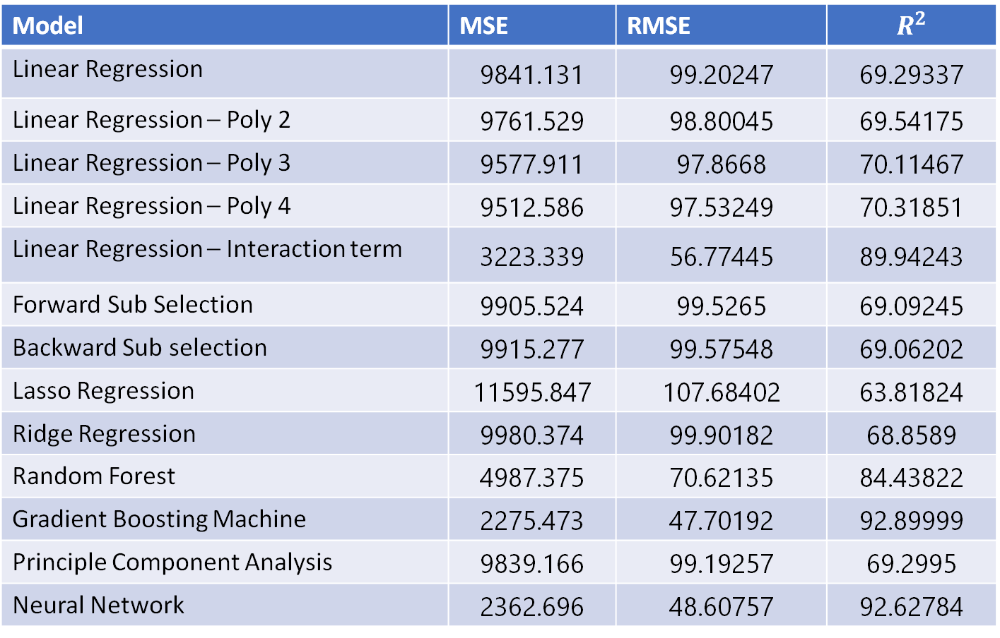 Model MSE RMSE R²
Linear Regression 9841.131 99.20247 69.29337
Linear Regression – Poly 2 9761.529 98.80045 69.54175
Linear Regression – Poly 3 9577.911 97.8668 70.11467
Linear Regression – Poly 4 9512.586 97.53249 70.31851
Linear Regression – Interaction term 3223.339 56.77445 89.94243
Forward Sub Selection 9905.524 99.5265 69.09245
Backward Sub selection 9915.277 99.57548 69.06202
Lasso Regression 11595.847 107.68402 63.81824
Ridge Regression 9980.374 99.90182 68.8589
Random Forest 4987.375 70.62135 84.43822
Gradient Boosting Machine 2275.473 47.70192 92.89999
Principle Component Analysis 9839.166 99.19257 69.2995
Neural Network 2362.696 48.60757 92.62784